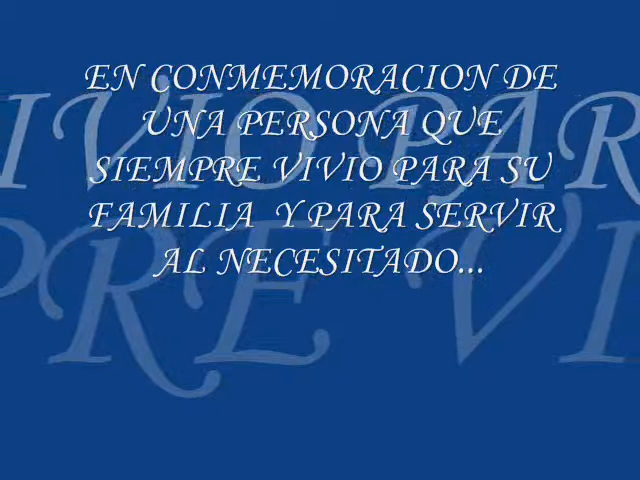 EN CONMEMORACION DE
UNA PERSONA QUE
SIEMPRE VIVIO PARA SU
FAMILIA Y PARA SERVIR
AL NECESITADO...